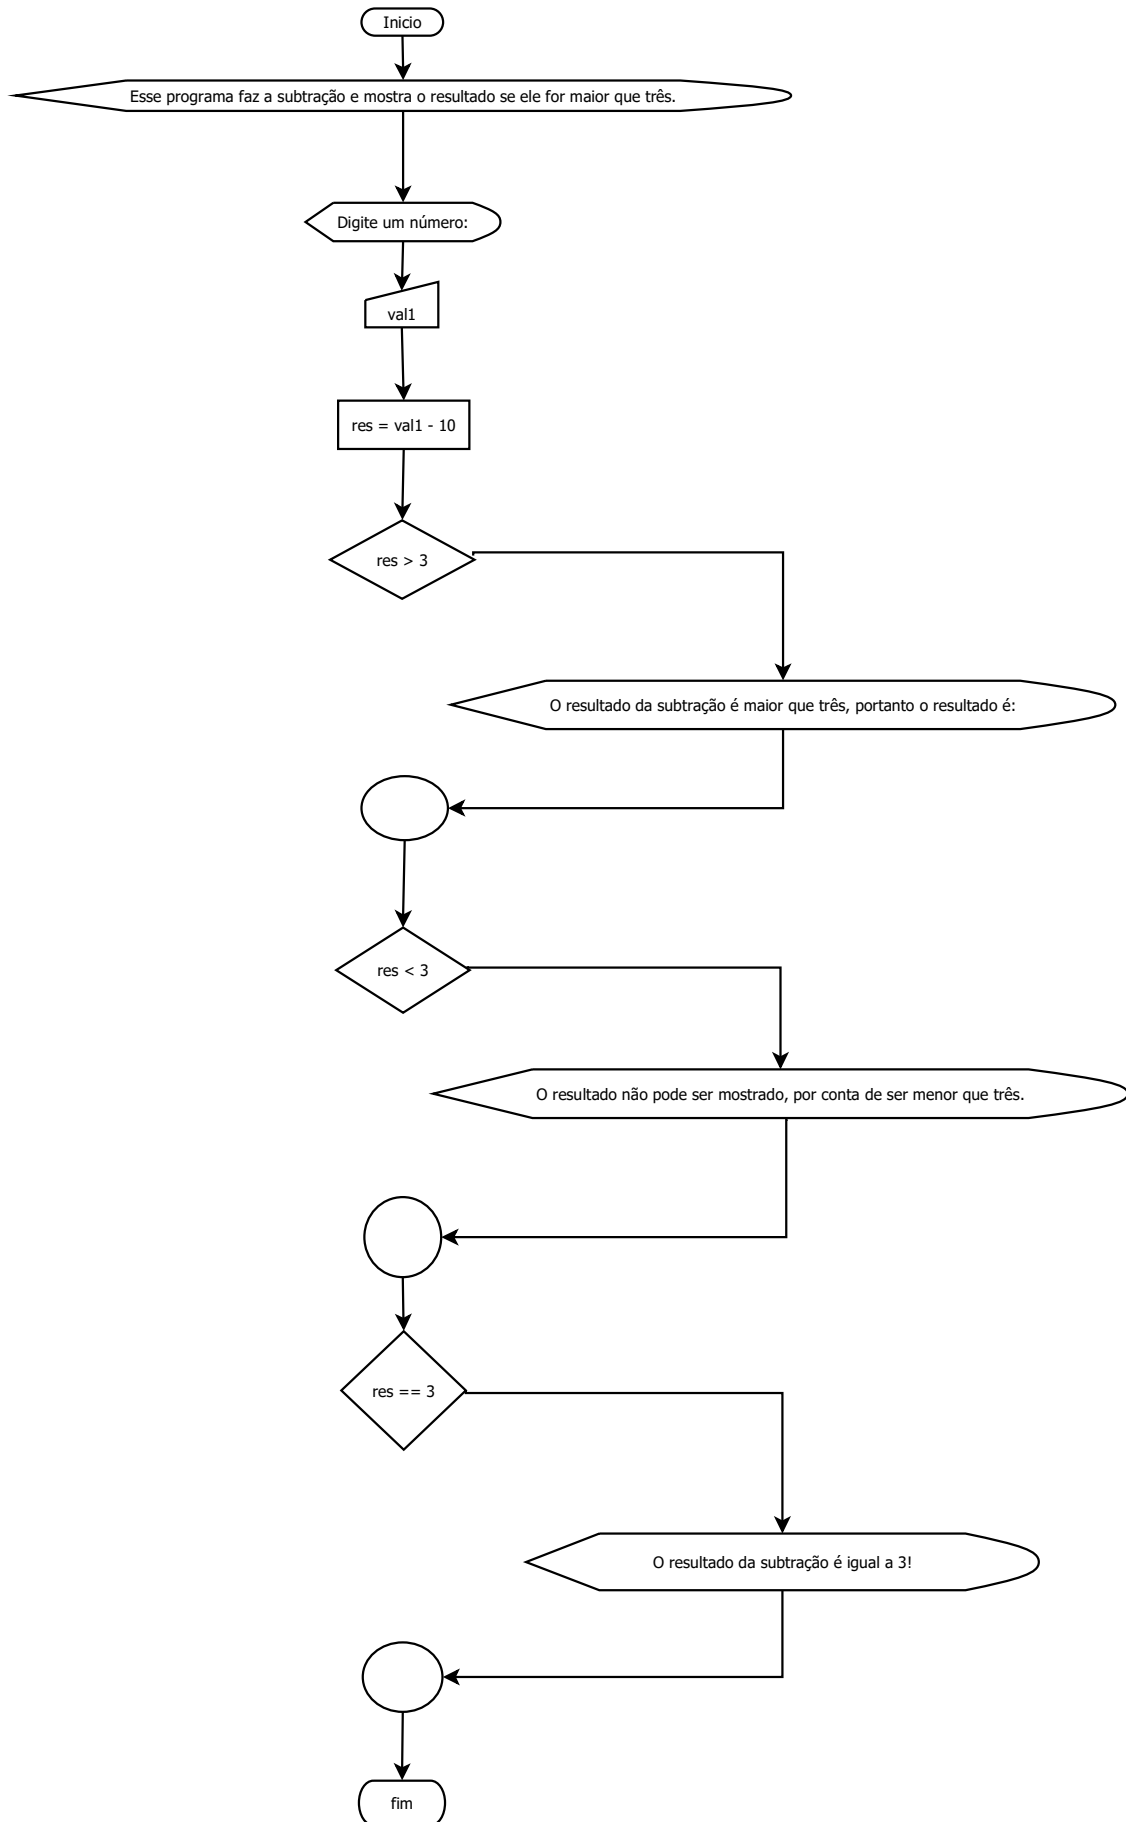 Inicio
Esse programa faz a subtração e mostra o resultado se ele for maior que três.
Digite um número:
val1
res = val1 - 10
res > 3
O resultado da subtração é maior que três, portanto o resultado é:
res < 3
O resultado não pode ser mostrado, por conta de ser menor que três.
res == 3
O resultado da subtração é igual a 3!
fim